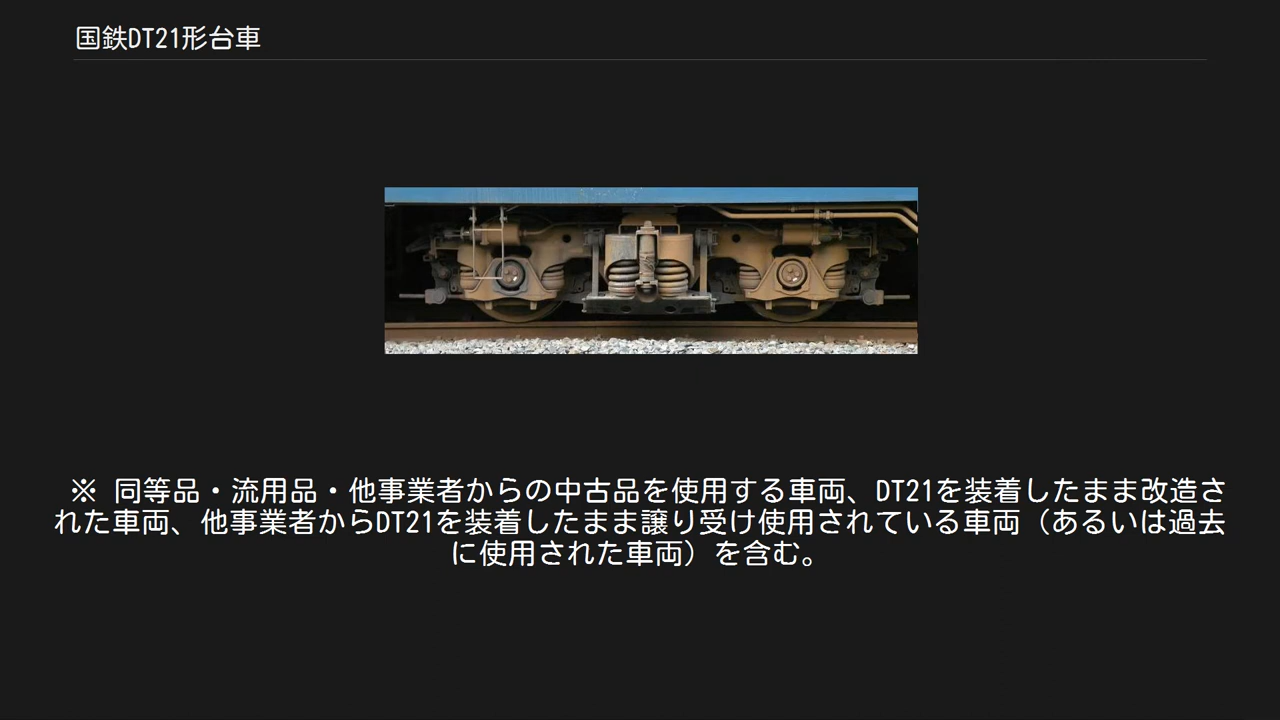 国鉄DT21形台車
※ 同等品・流用品・他事業者からの中古品を使用する車両、DT21を装着したまま改造さ
れた車両、他事業者からDT21を装着したまま譲り受け使用されている車両（あるいは過去
に使用された車両）を含む。